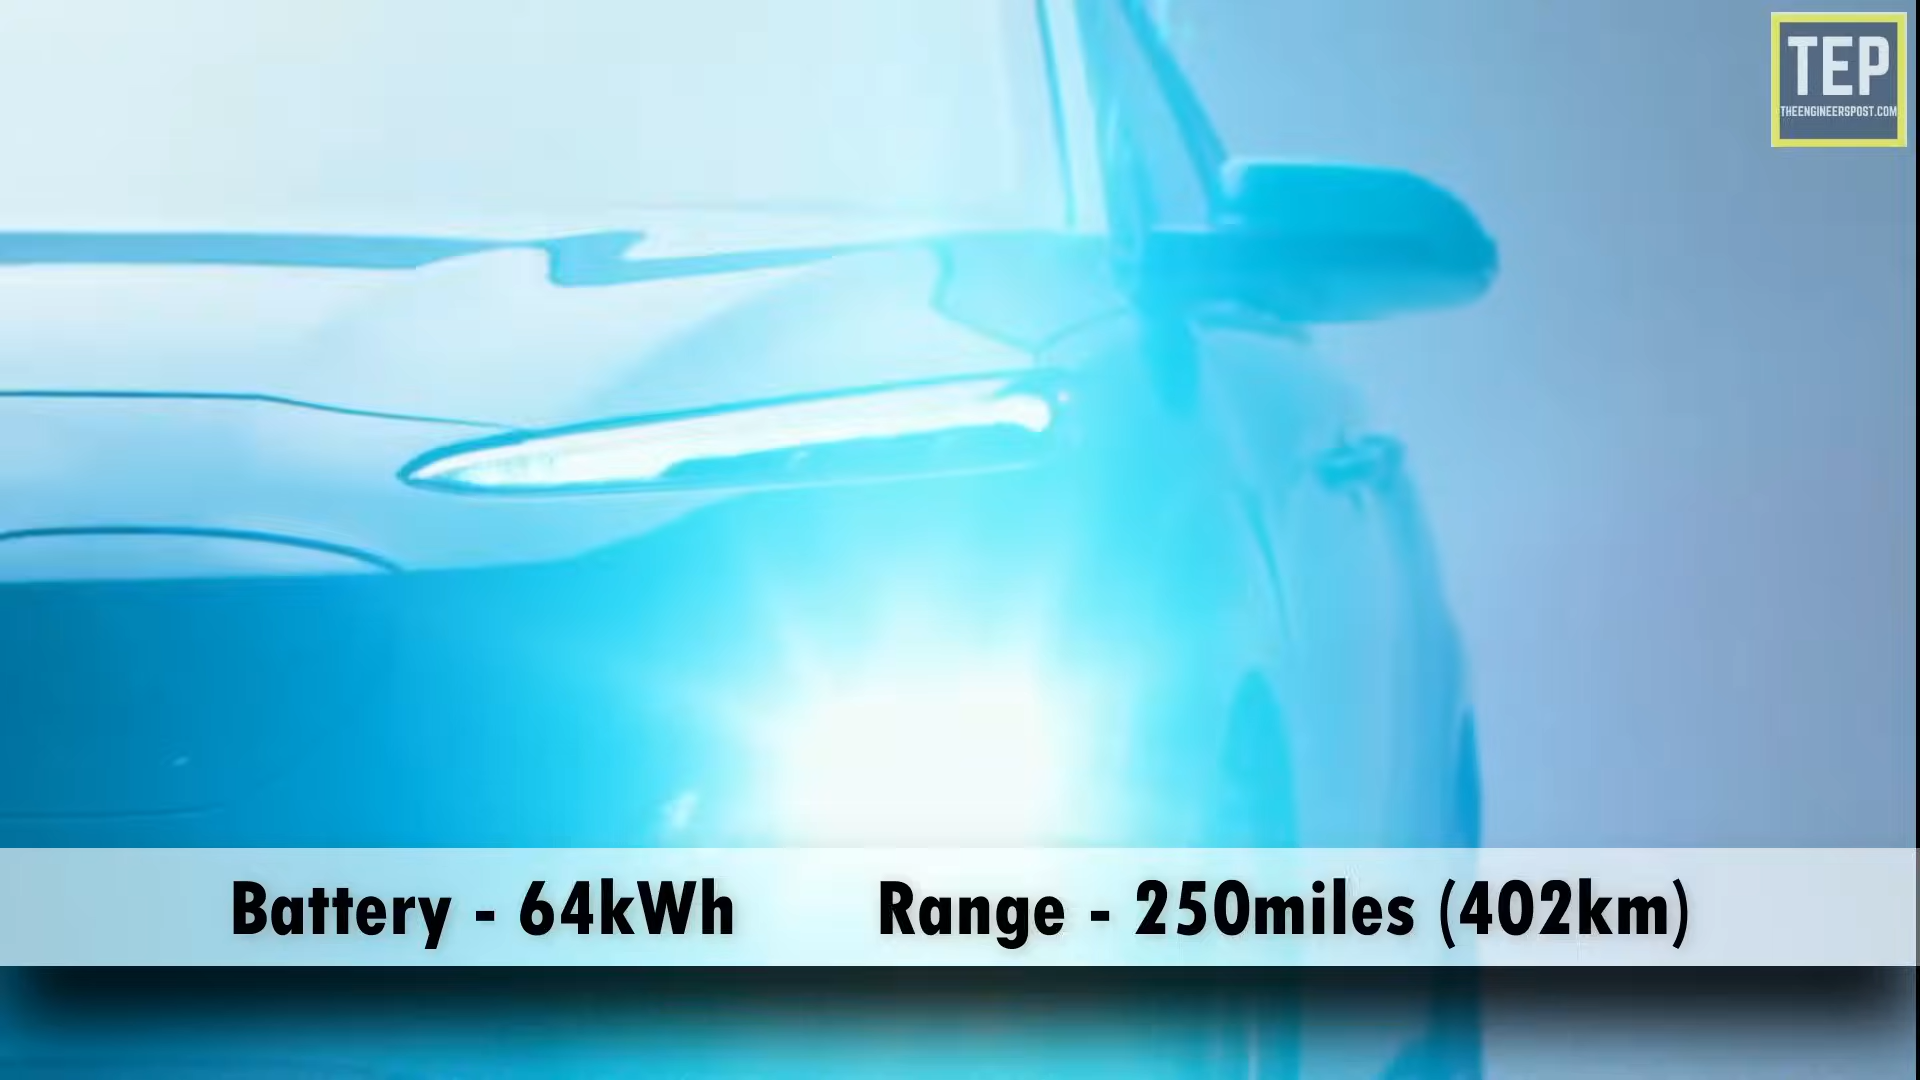 TEP
THEENGINEERSPOST.COM
Battery - 64kWh Range - 250miles (402km)